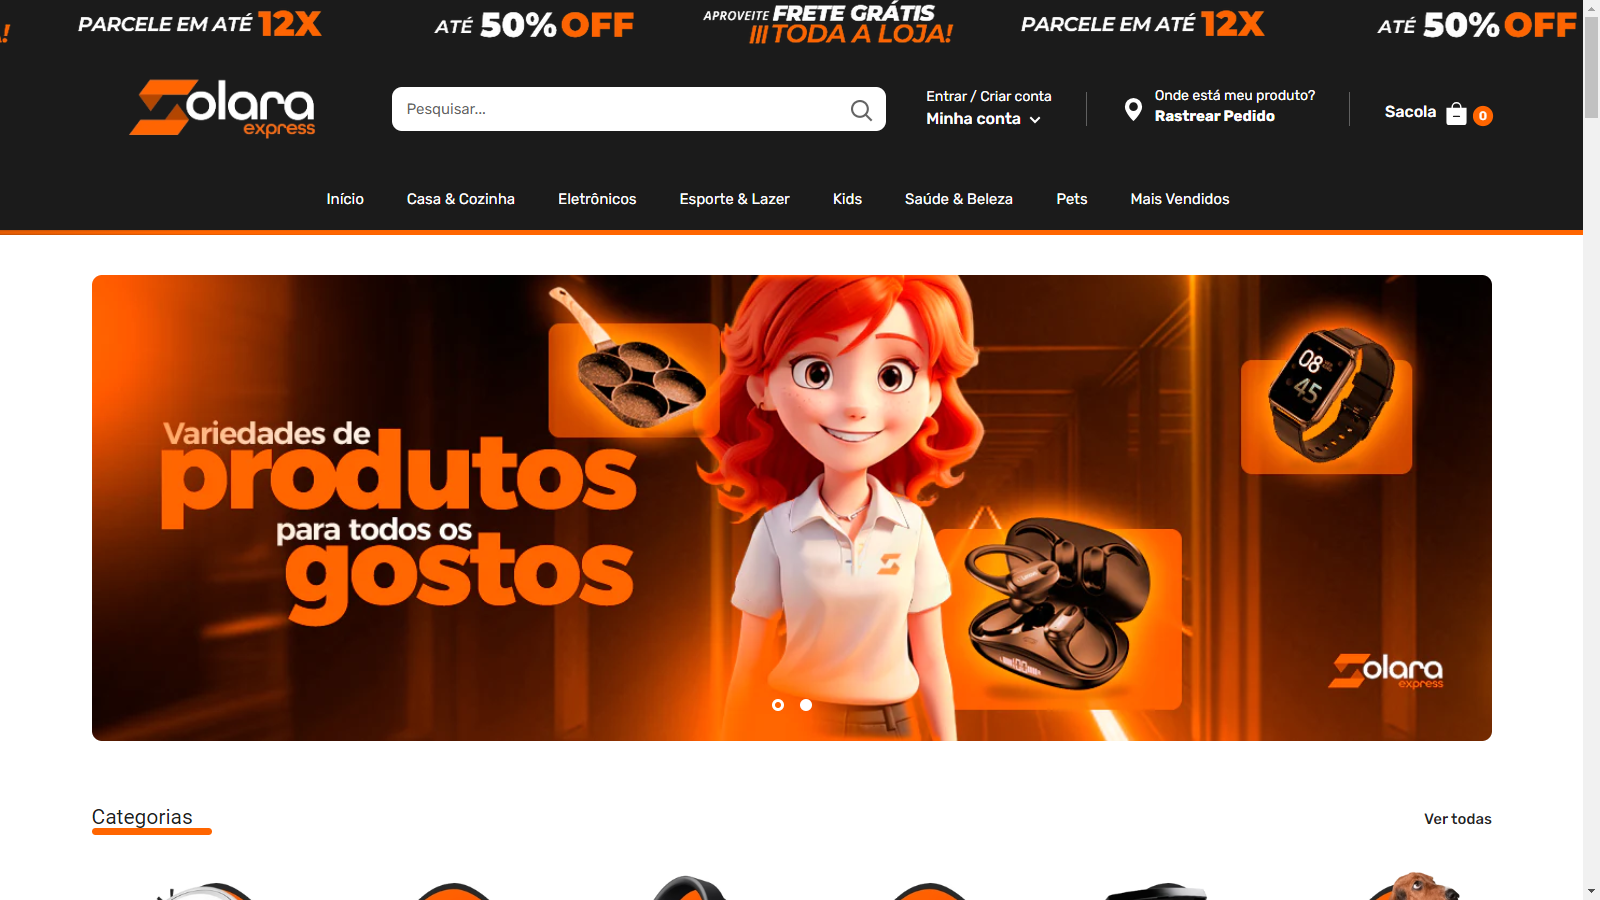 PARCELE EM ATÉ 12X
ATÉ 50% OFF
APROVEITE FRETE GRÁTIS
TODA A LOJA!
PARCELE EM ATÉ 12X
ATÉ 50% OFF
Solara
express
Pesquisar...
Entrar / Criar conta
Minha conta
Onde está meu produto?
Rastrear Pedido
Sacola 0
Início Casa & Cozinha Eletrônicos Esporte & Lazer Kids Saúde & Beleza Pets Mais Vendidos
Variedades de
produtos
para todos os
gostos
08
45
Solara
express
Categorias
Ver todas